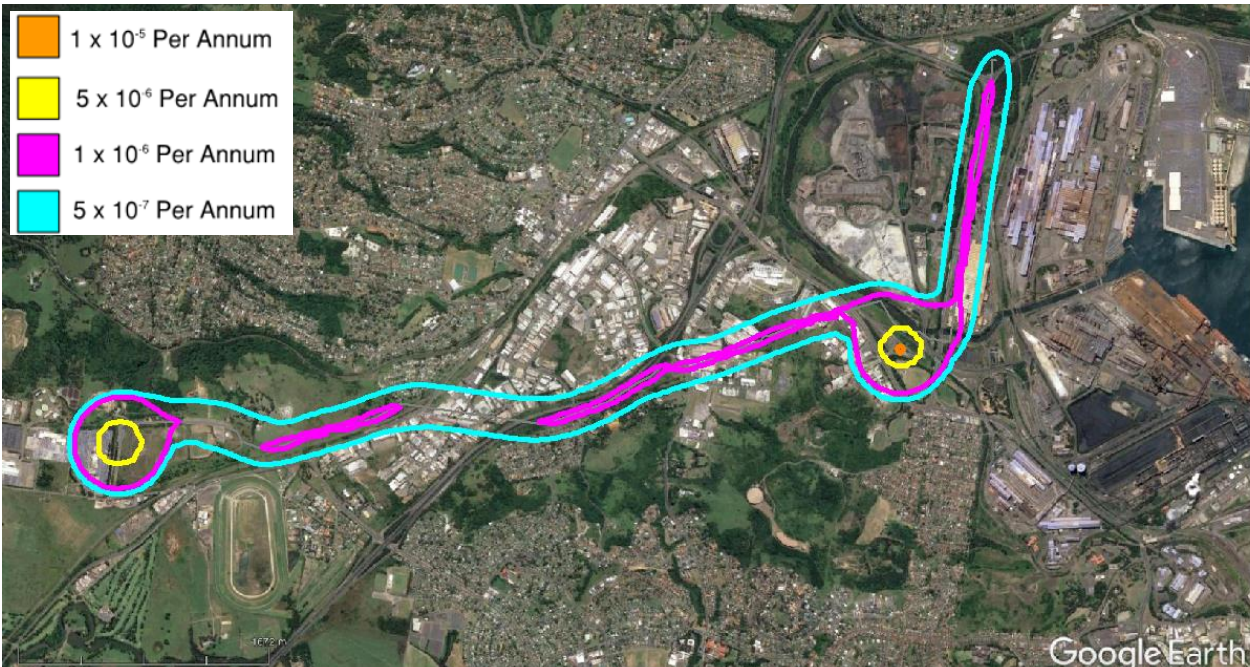 1 x 10⁻⁵ Per Annum
5 x 10⁻⁶ Per Annum
1 x 10⁻⁶ Per Annum
5 x 10⁻⁷ Per Annum
Google Earth